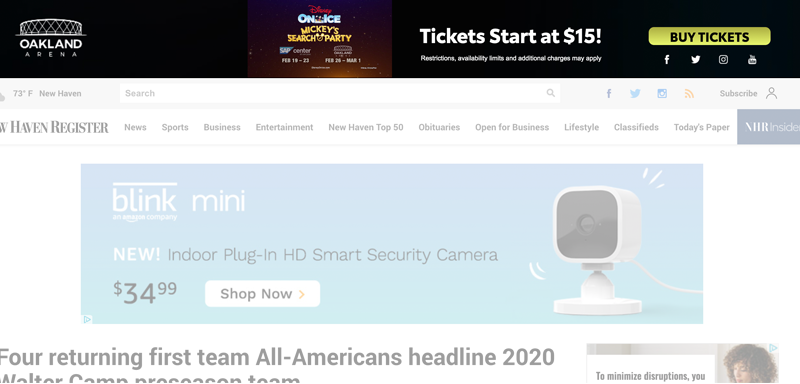 OAKLAND
ARENA
Disney
ON ICE
MICKEY'S
SEARCH PARTY
SAP center
OAKLAND
ARENA
FEB 19 – 23
FEB 26 - MAR 1
Tickets Start at $15!
Restrictions, availability limits and additional charges may apply
BUY TICKETS
73° F New Haven
Search
Subscribe
W HAVEN REGISTER
News
Sports
Business
Entertainment
New Haven Top 50
Obituaries
Open for Business
Lifestyle
Classifieds
Today's Paper
NHR Insider
blink mini
an amazon company
NEW! Indoor Plug-In HD Smart Security Camera
$34 99
Shop Now >
Four returning first team All-Americans headline 2020
Walter Camp preseason team
To minimize disruptions, you